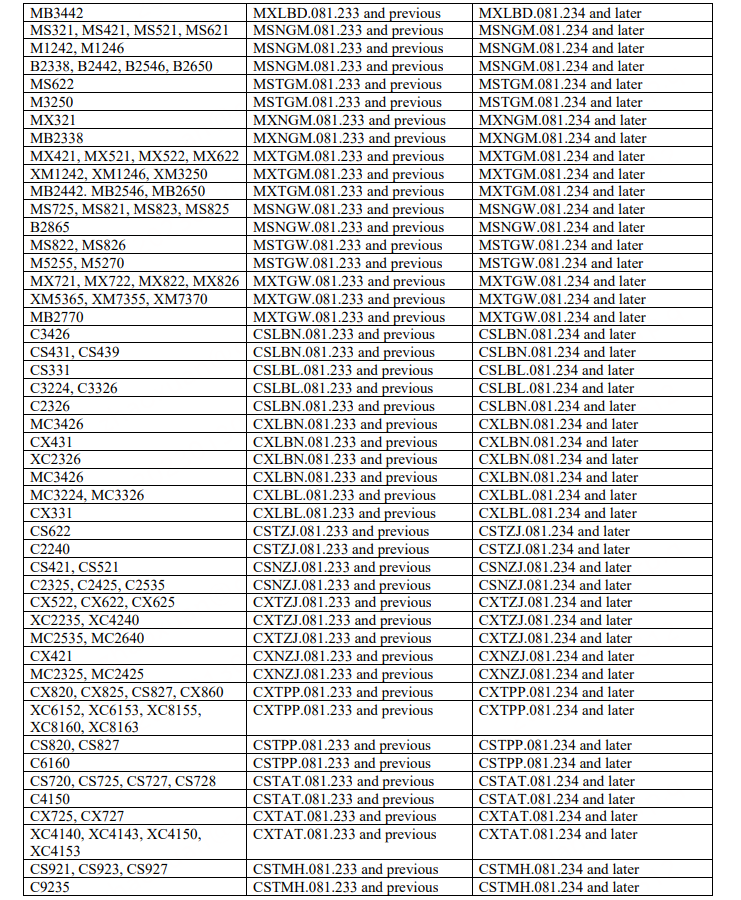 MB3442 MXLBD.081.233 and previous MXLBD.081.234 and later
MS321, MS421, MS521, MS621 MSNGM.081.233 and previous MSNGM.081.234 and later
M1242, M1246 MSNGM.081.233 and previous MSNGM.081.234 and later
B2338, B2442, B2546, B2650 MSNGM.081.233 and previous MSNGM.081.234 and later
MS622 MSTGM.081.233 and previous MSTGM.081.234 and later
M3250 MSTGM.081.233 and previous MSTGM.081.234 and later
MX321 MXNGM.081.233 and previous MXNGM.081.234 and later
MB2338 MXNGM.081.233 and previous MXNGM.081.234 and later
MX421, MX521, MX522, MX622 MXTGM.081.233 and previous MXTGM.081.234 and later
XM1242, XM1246, XM3250 MXTGM.081.233 and previous MXTGM.081.234 and later
MB2442. MB2546, MB2650 MXTGM.081.233 and previous MXTGM.081.234 and later
MS725, MS821, MS823, MS825 MSNGW.081.233 and previous MSNGW.081.234 and later
B2865 MSNGW.081.233 and previous MSNGW.081.234 and later
MS822, MS826 MSTGW.081.233 and previous MSTGW.081.234 and later
M5255, M5270 MSTGW.081.233 and previous MSTGW.081.234 and later
MX721, MX722, MX822, MX826 MXTGW.081.233 and previous MXTGW.081.234 and later
XM5365, XM7355, XM7370 MXTGW.081.233 and previous MXTGW.081.234 and later
MB2770 MXTGW.081.233 and previous MXTGW.081.234 and later
C3426 CSLBN.081.233 and previous CSLBN.081.234 and later
CS431, CS439 CSLBN.081.233 and previous CSLBN.081.234 and later
CS331 CSLBL.081.233 and previous CSLBL.081.234 and later
C3224, C3326 CSLBL.081.233 and previous CSLBL.081.234 and later
C2326 CSLBN.081.233 and previous CSLBN.081.234 and later
MC3426 CXLBN.081.233 and previous CXLBN.081.234 and later
CX431 CXLBN.081.233 and previous CXLBN.081.234 and later
XC2326 CXLBN.081.233 and previous CXLBN.081.234 and later
MC3426 CXLBN.081.233 and previous CXLBN.081.234 and later
MC3224, MC3326 CXLBL.081.233 and previous CXLBL.081.234 and later
CX331 CXLBL.081.233 and previous CXLBL.081.234 and later
CS622 CSTZJ.081.233 and previous CSTZJ.081.234 and later
C2240 CSTZJ.081.233 and previous CSTZJ.081.234 and later
CS421, CS521 CSNZJ.081.233 and previous CSNZJ.081.234 and later
C2325, C2425, C2535 CSNZJ.081.233 and previous CSNZJ.081.234 and later
CX522, CX622, CX625 CXTZJ.081.233 and previous CXTZJ.081.234 and later
XC2235, XC4240 CXTZJ.081.233 and previous CXTZJ.081.234 and later
MC2535, MC2640 CXTZJ.081.233 and previous CXTZJ.081.234 and later
CX421 CXNZJ.081.233 and previous CXNZJ.081.234 and later
MC2325, MC2425 CXNZJ.081.233 and previous CXNZJ.081.234 and later
CX820, CX825, CS827, CX860 CXTPP.081.233 and previous CXTPP.081.234 and later
XC6152, XC6153, XC8155, CXTPP.081.233 and previous CXTPP.081.234 and later
XC8160, XC8163
CS820, CS827 CSTPP.081.233 and previous CSTPP.081.234 and later
C6160 CSTPP.081.233 and previous CSTPP.081.234 and later
CS720, CS725, CS727, CS728 CSTAT.081.233 and previous CSTAT.081.234 and later
C4150 CSTAT.081.233 and previous CSTAT.081.234 and later
CX725, CX727 CXTAT.081.233 and previous CXTAT.081.234 and later
XC4140, XC4143, XC4150, CXTAT.081.233 and previous CXTAT.081.234 and later
XC4153
CS921, CS923, CS927 CSTMH.081.233 and previous CSTMH.081.234 and later
C9235 CSTMH.081.233 and previous CSTMH.081.234 and later